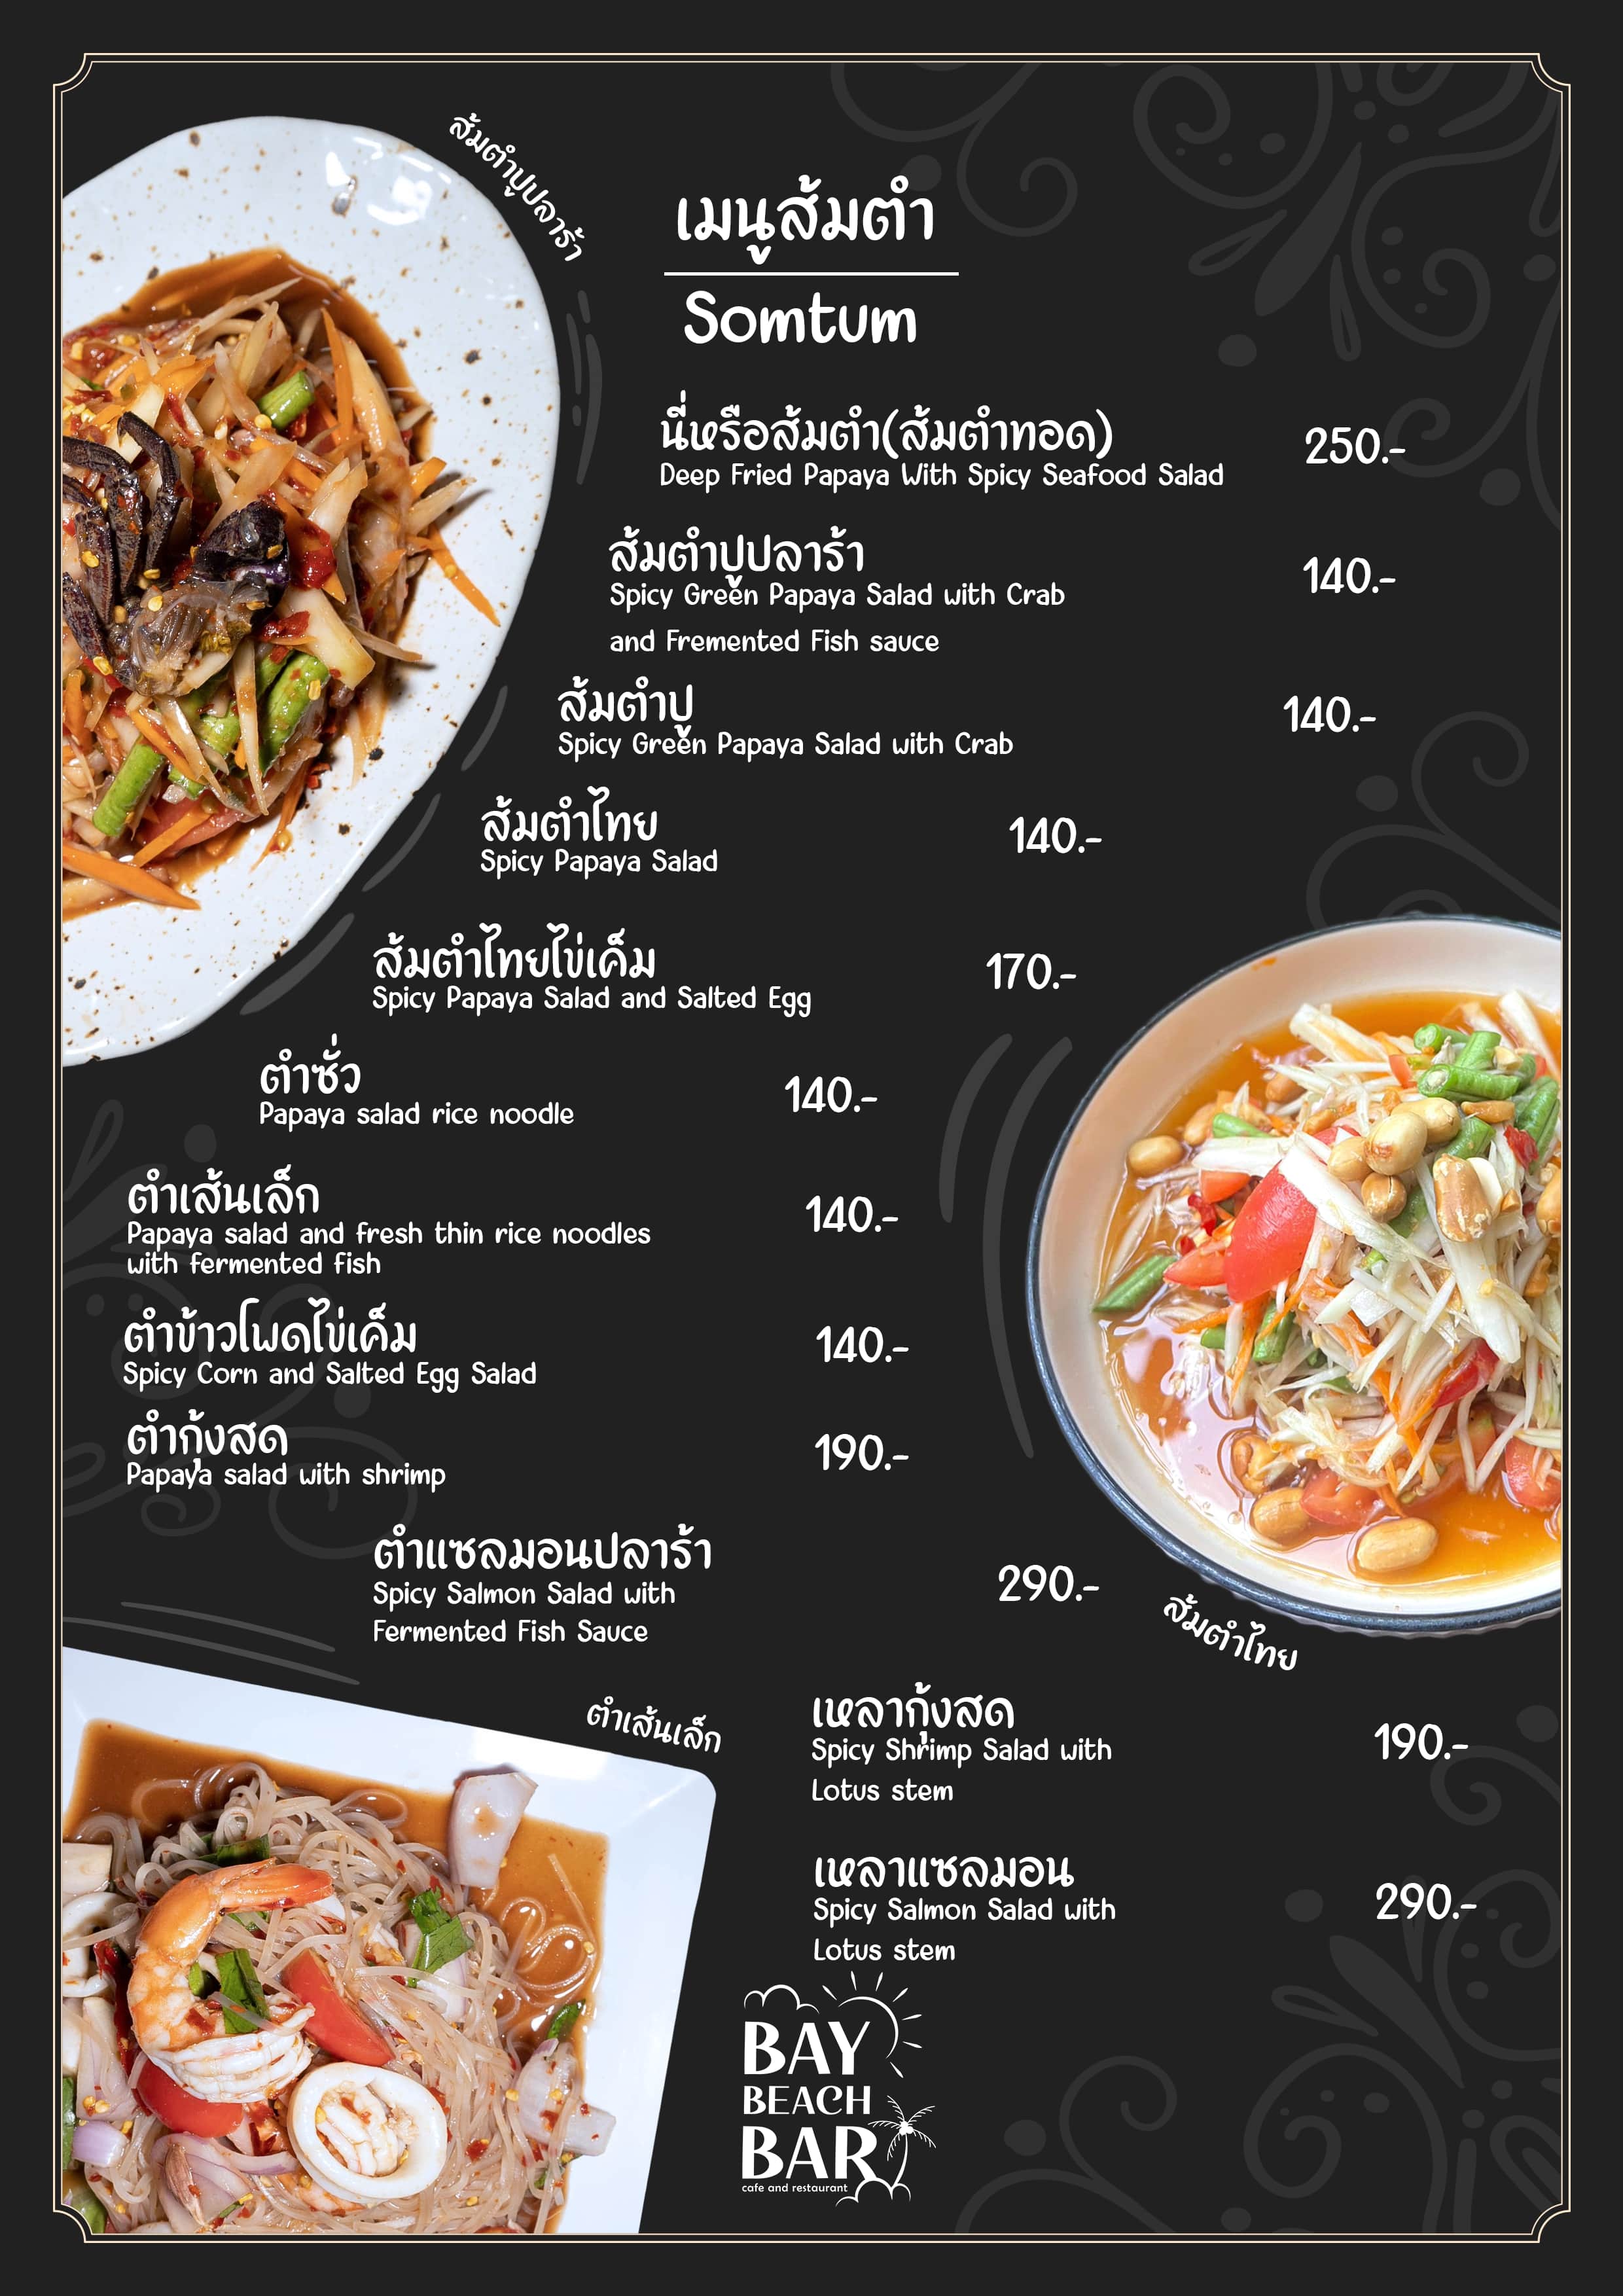 ส้มตำปูปลาร้า
เมนูส้มตำ
Somtum
นี่หรือส้มตำ(ส้มตำทอด)
Deep Fried Papaya With Spicy Seafood Salad
250.-
ส้มตำปูปลาร้า
Spicy Green Papaya Salad with Crab
and Fremented Fish sauce
140.-
ส้มตำปู
Spicy Green Papaya Salad with Crab
140.-
ส้มตำไทย
Spicy Papaya Salad
140.-
ส้มตำไทยไข่เค็ม
Spicy Papaya Salad and Salted Egg
170.-
ตำซั่ว
Papaya salad rice noodle
140.-
ตำเส้นเล็ก
Papaya salad and fresh thin rice noodles
with fermented fish
140.-
ตำข้าวโพดไข่เค็ม
Spicy Corn and Salted Egg Salad
140.-
ตำกุ้งสด
Papaya salad with shrimp
190.-
ตำแซลมอนปลาร้า
Spicy Salmon Salad with
Fermented Fish Sauce
290.-
ส้มตำไทย
ตำเส้นเล็ก
เหลากุ้งสด
Spicy Shrimp Salad with
Lotus stem
190.-
เหลาแซลมอน
Spicy Salmon Salad with
Lotus stem
290.-
BAY
BEACH
BAR
cafe and restaurant